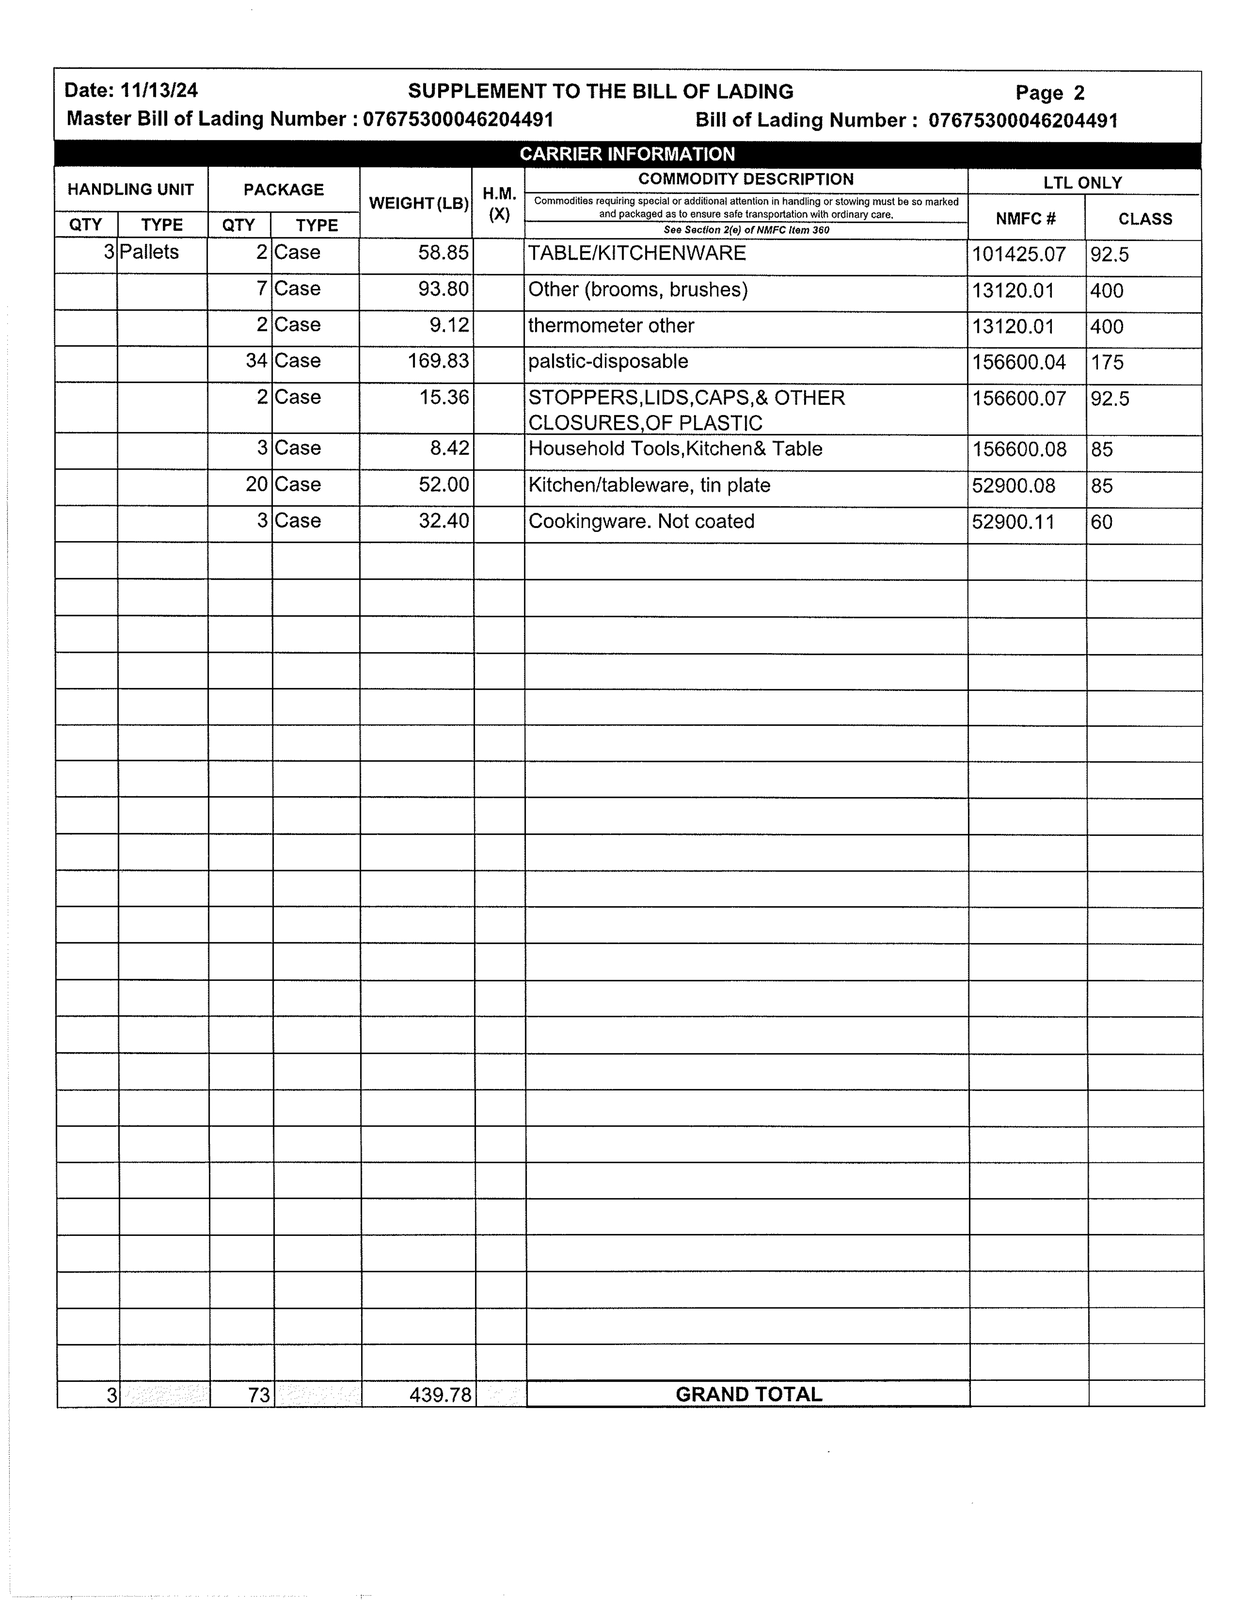 Date: 11/13/24 SUPPLEMENT TO THE BILL OF LADING Page 2
Master Bill of Lading Number : 07675300046204491 Bill of Lading Number : 07675300046204491
CARRIER INFORMATION
HANDLING UNIT PACKAGE WEIGHT (LB) H.M. (X) COMMODITY DESCRIPTION LTL ONLY
Commodities requiring special or additional attention in handling or stowing must be so marked
and packaged as to ensure safe transportation with ordinary care.
See Section 2(e) of NMFC Item 360
QTY TYPE QTY TYPE NMFC # CLASS
3 Pallets 2 Case 58.85 TABLE/KITCHENWARE 101425.07 92.5
7 Case 93.80 Other (brooms, brushes) 13120.01 400
2 Case 9.12 thermometer other 13120.01 400
34 Case 169.83 palstic-disposable 156600.04 175
2 Case 15.36 STOPPERS,LIDS,CAPS,& OTHER 156600.07 92.5
CLOSURES,OF PLASTIC
3 Case 8.42 Household Tools,Kitchen& Table 156600.08 85
20 Case 52.00 Kitchen/tableware, tin plate 52900.08 85
3 Case 32.40 Cookingware. Not coated 52900.11 60
3 73 439.78 GRAND TOTAL